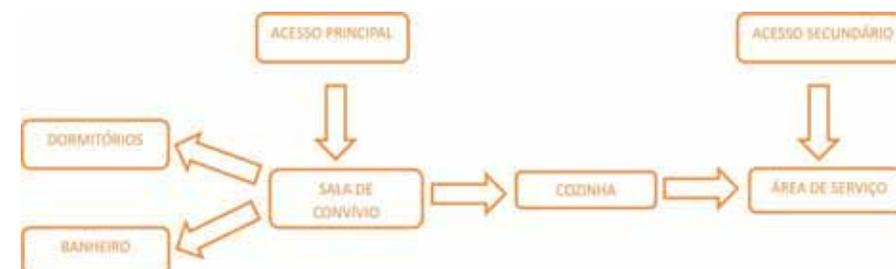 ACESSO PRINCIPAL
ACESSO SECUNDÁRIO
DORMITÓRIOS
SALA DE
CONVÍVIO
COZINHA
ÁREA DE SERVIÇO
BANHEIRO